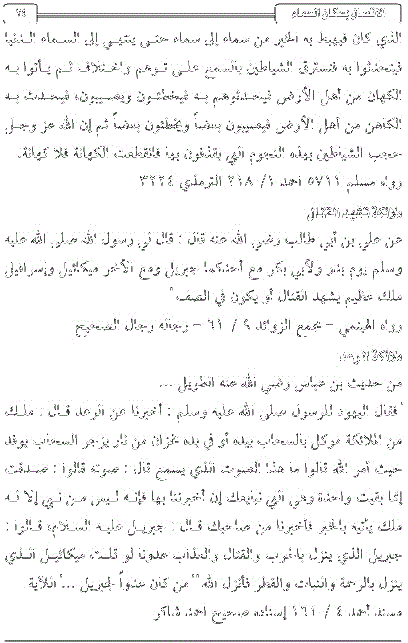 الاتصال بسكان السماء ٧٤
الذي كان فيهبط به الخبر من سماء إلى سماء حتى ينتهي إلى السماء الدنيا
فيتحدثوا به فتسترق الشياطين بالسمع على توهم واختلاف ثم يأتوا به
الكهان من أهل الأرض فيحدثوهم به فيخطئون ويصيبون، فيحدث به
الكاهن من أهل الأرض فيصيبون بعضاً ويخطئون بعضاً ثم إن الله عز وجل
حجب الشياطين بهذه النجوم التي يقذفون بها فانقطعت الكهانة فلا كهانة.
رواه مسلم ٥٧١١ أحمد ١/ ٢١٨ الترمذي ٣٢٢٤
ملائكة تشهد القتال
عن علي بن أبي طالب رضي الله عنه قال : قال لي رسول الله صلى الله عليه
وسلم يوم بدر ولأبي بكر مع أحدكما جبريل ومع الآخر ميكائيل وإسرافيل
ملك عظيم يشهد القتال أو يكون في الصف "
رواه الهيثمي - مجمع الزوائد ٩ / ٦١ - ورجاله رجال الصحيح
ملائكة الرعد
من حديث بن عباس رضي الله عنه الطويل ...
" فقال اليهود للرسول صلى الله عليه وسلم : أخبرنا عن الرعد قال : ملك
من الملائكة موكل بالسحاب بيده أو في يده مخراق من نار يزجر السحاب يوقد
حيث أمر الله قالوا ما هذا الصوت الذي يسمع قال : صوته قالوا : صدقت
إنما بقيت واحدة وهي التي نبايعك إن أخبرتنا بها فإنه ليس من نبي إلا له
ملك يأتيه بالخبر فأخبرنا من صاحبك قال : جبريل عليه السلام قالوا :
جبريل الذي ينزل بالحرب والقتال والعذاب عدونا لو قلت ميكائيل الذي
ينزل بالرحمة والنبات والقطر فأنزل الله " من كان عدواً لجبريل ..." الآية
مسند أحمد ٤ / ١٦١ إسناده صحيح أحمد شاكر